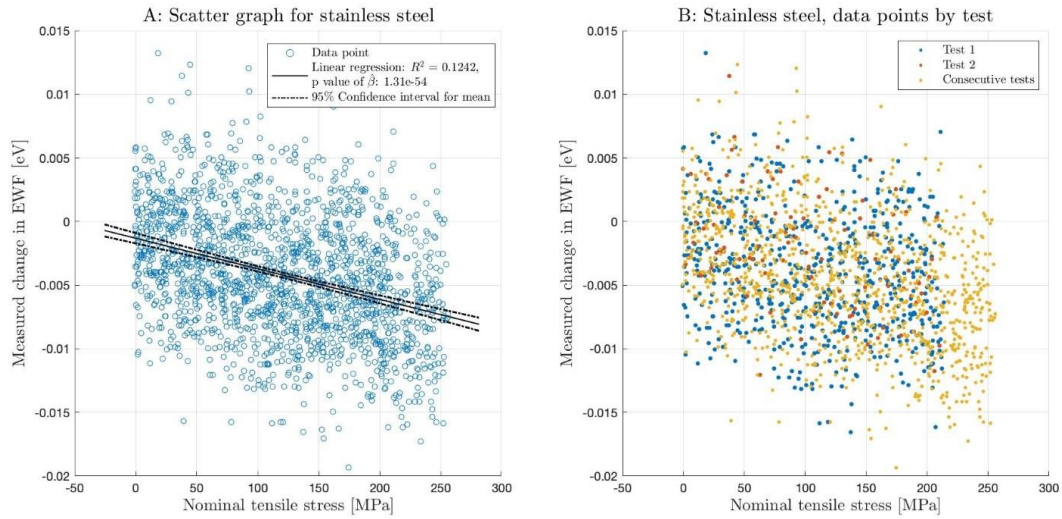 A: Scatter graph for stainless steel
0.015
0.01
0.005
0
-0.005
-0.01
-0.015
-0.02
Measured change in EWF [eV]
Data point
Linear regression: R² = 0.1242,
p value of β̂: 1.31e-54
95% Confidence interval for mean
-50
0
50
100
150
200
250
300
Nominal tensile stress [MPa]
B: Stainless steel, data points by test
0.015
0.01
0.005
0
-0.005
-0.01
-0.015
-0.02
Measured change in EWF [eV]
Test 1
Test 2
Consecutive tests
-50
0
50
100
150
200
250
300
Nominal tensile stress [MPa]